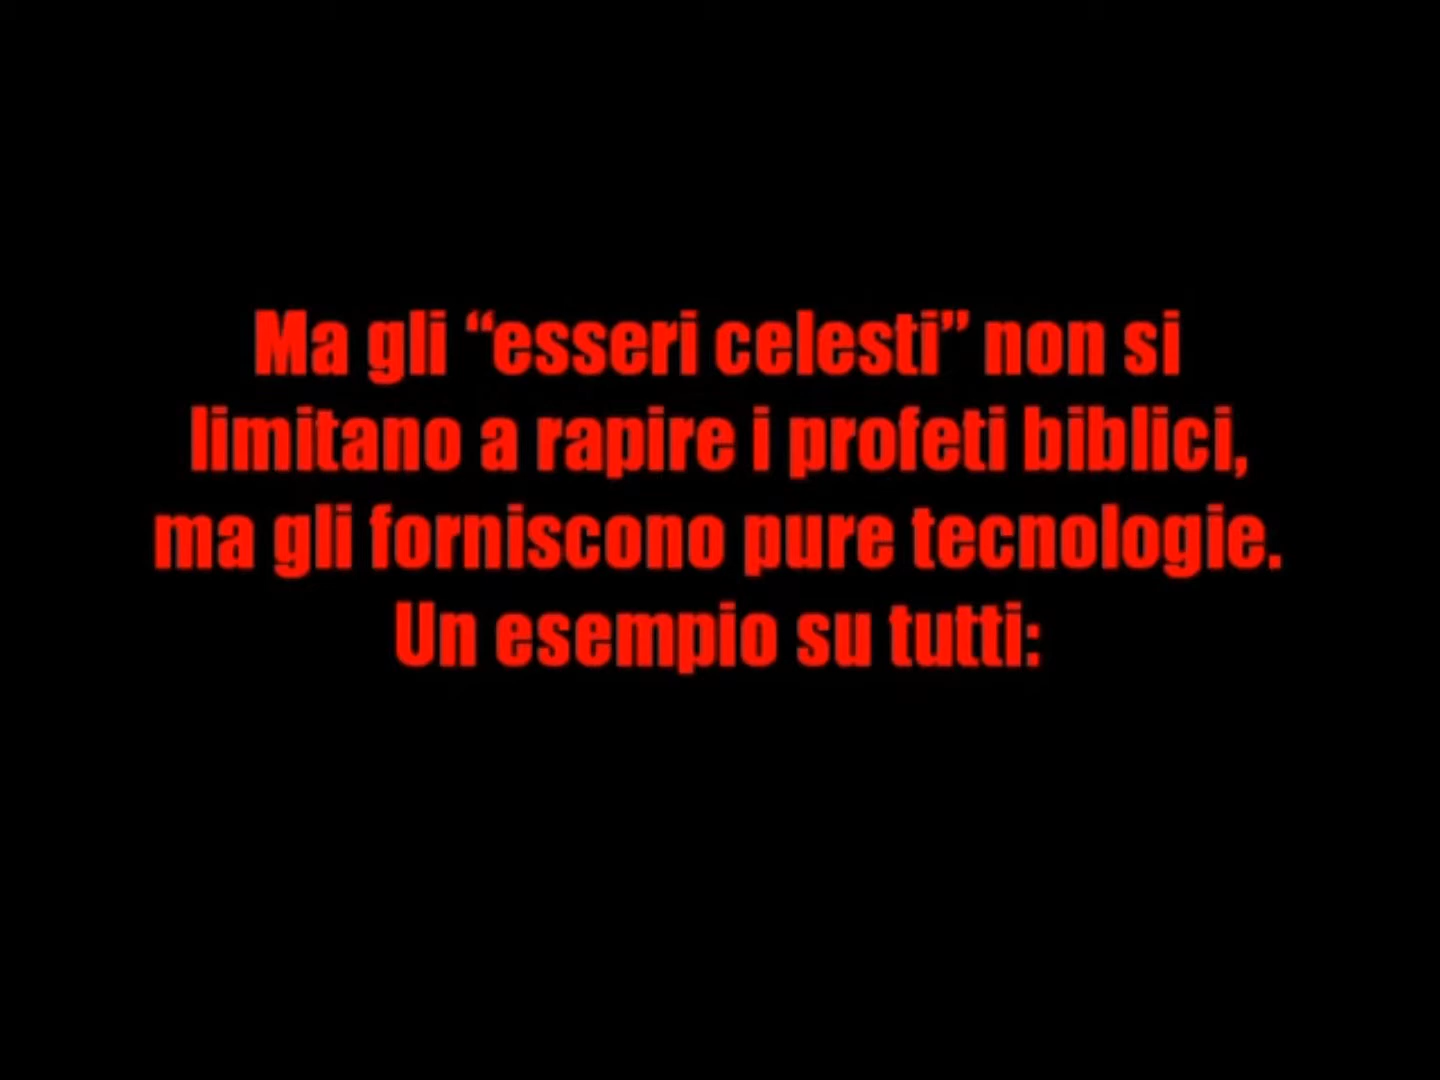 Ma gli “esseri celesti” non si
limitano a rapire i profeti biblici,
ma gli forniscono pure tecnologie.
Un esempio su tutti: